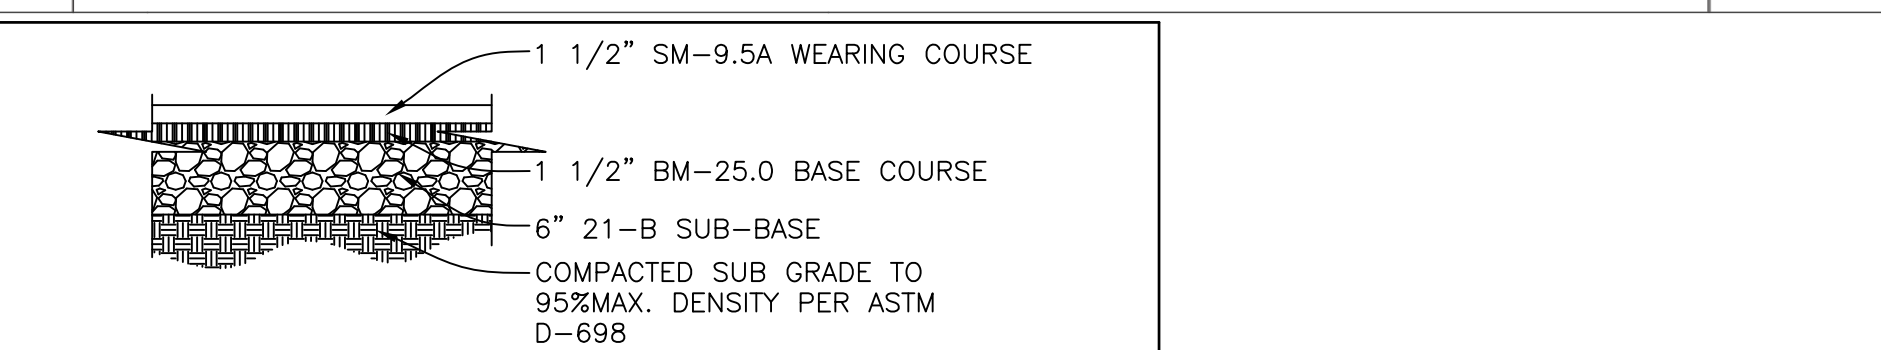 1 1/2” SM-9.5A WEARING COURSE
1 1/2” BM-25.0 BASE COURSE
6” 21-B SUB-BASE
COMPACTED SUB GRADE TO
95%MAX. DENSITY PER ASTM
D-698